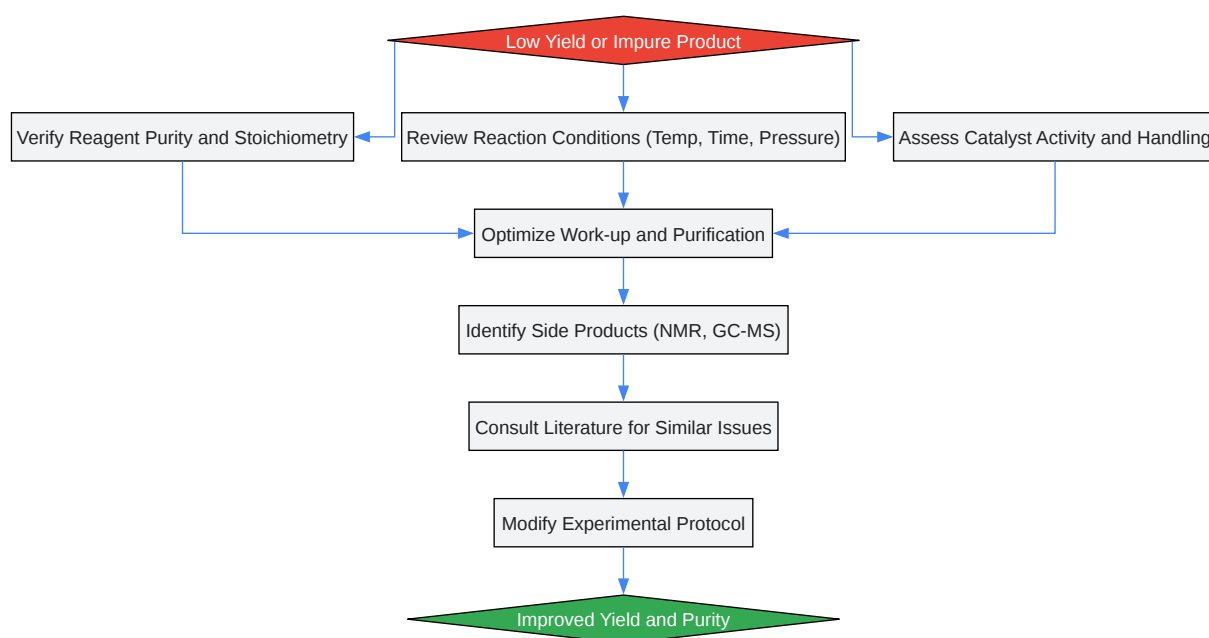 Low Yield or Impure Product
Verify Reagent Purity and Stoichiometry
Review Reaction Conditions (Temp, Time, Pressure)
Assess Catalyst Activity and Handling
Optimize Work-up and Purification
Identify Side Products (NMR, GC-MS)
Consult Literature for Similar Issues
Modify Experimental Protocol
Improved Yield and Purity